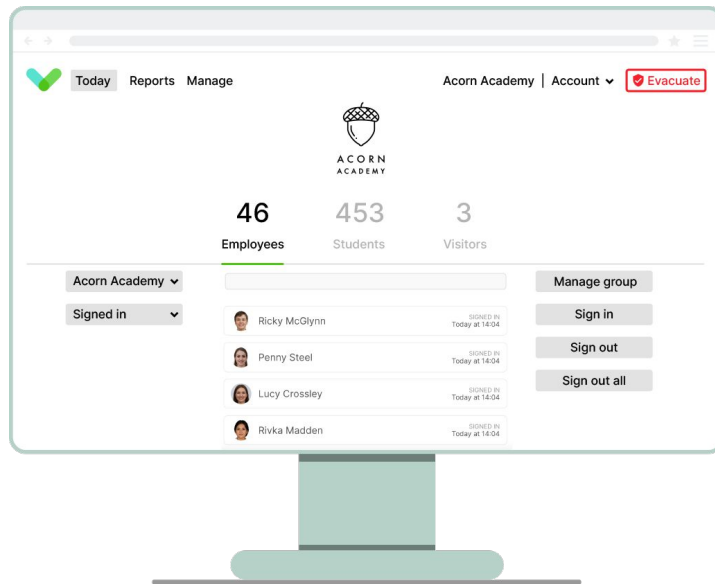 Today Reports Manage Acorn Academy | Account Evacuate
ACORN
ACADEMY
46 453 3
Employees Students Visitors
Acorn Academy Manage group
Signed in Sign in
Sign out
Sign out all
Ricky McGlynn SIGNED IN
Today at 14:04
Penny Steel SIGNED IN
Today at 14:04
Lucy Crossley SIGNED IN
Today at 14:04
Rivka Madden SIGNED IN
Today at 14:04